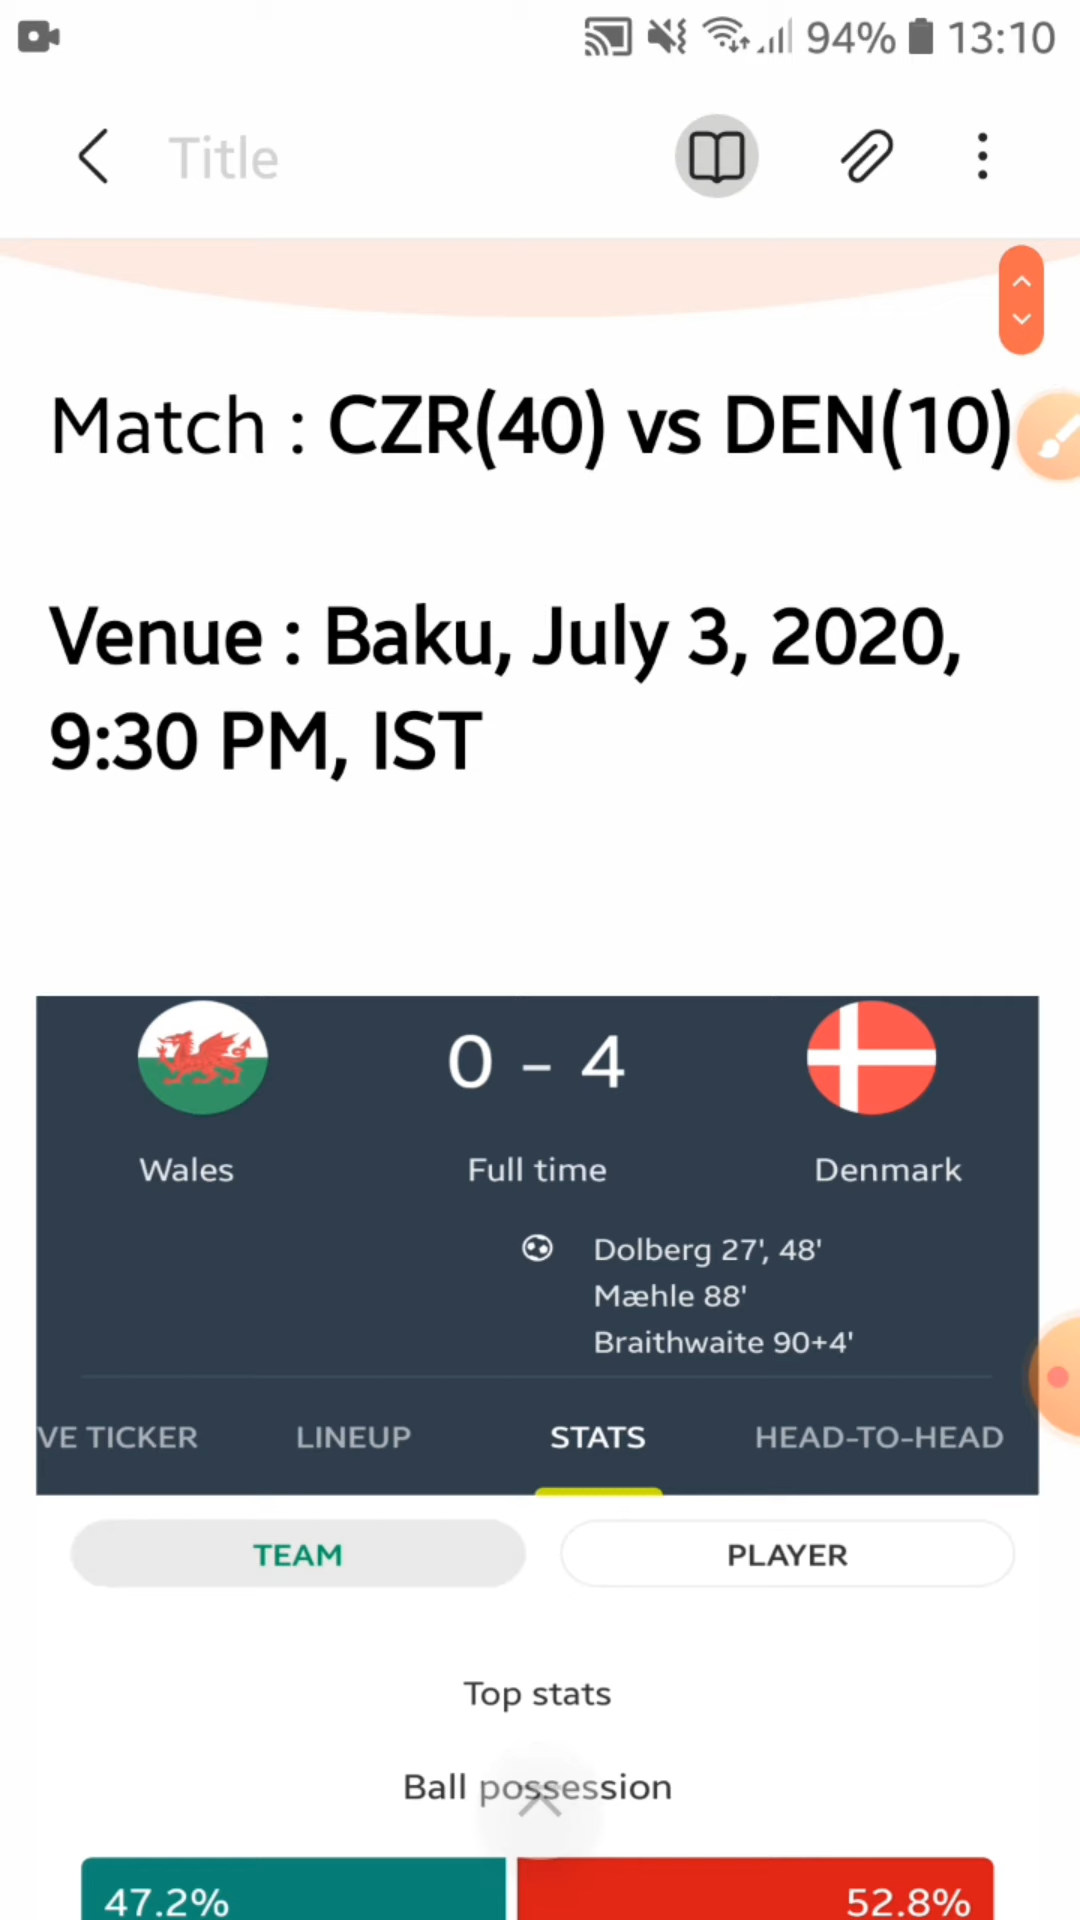 94% 13:10
Title
Match : CZR(40) vs DEN(10)
Venue : Baku, July 3, 2020,
9:30 PM, IST
0 - 4
Wales Full time Denmark
Dolberg 27', 48'
Mæhle 88'
Braithwaite 90+4'
VE TICKER LINEUP STATS HEAD-TO-HEAD
TEAM PLAYER
Top stats
Ball possession
47.2% 52.8%